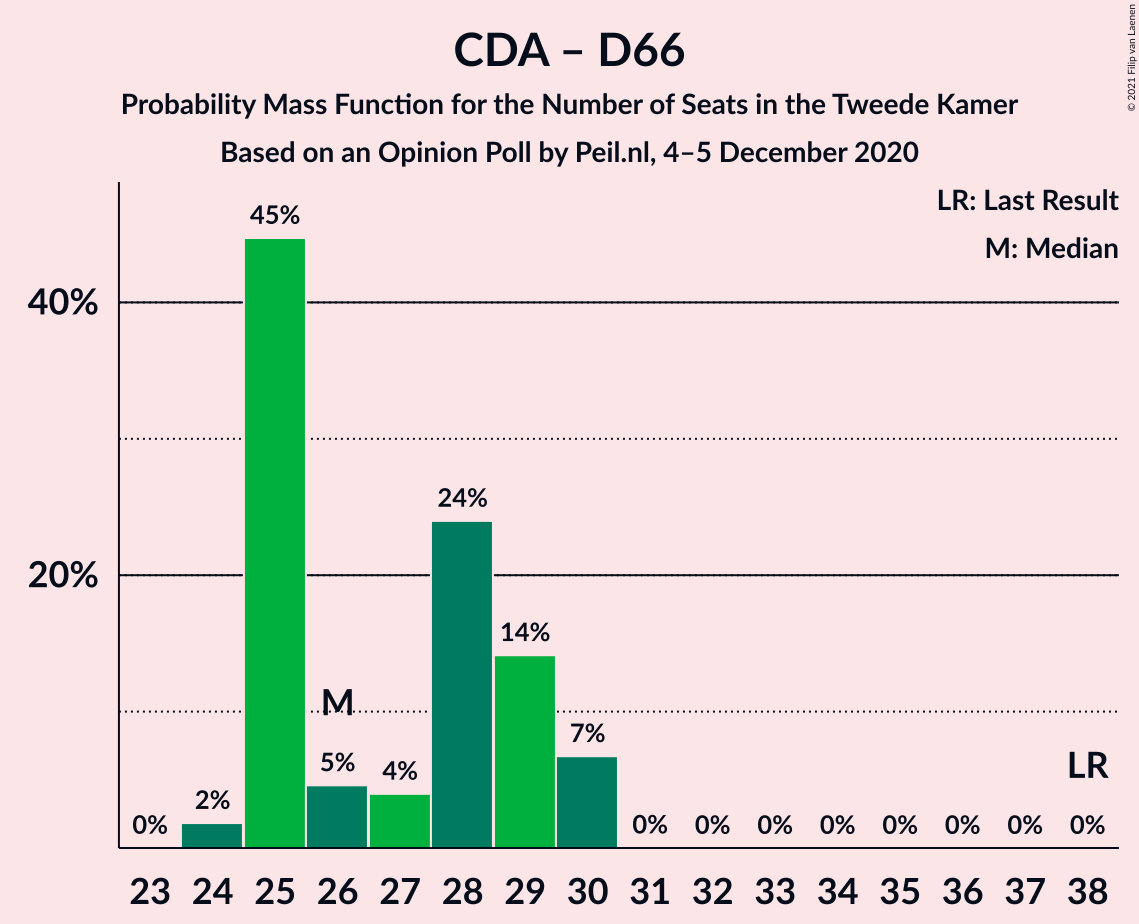 CDA – D66
Probability Mass Function for the Number of Seats in the Tweede Kamer
Based on an Opinion Poll by Peil.nl, 4–5 December 2020
© 2021 Filip van Laenen
LR: Last Result
M: Median
45%
40%
24%
20%
14%
M
7%
5%
4%
LR
2%
0%
0% 0% 0% 0% 0% 0% 0% 0%
23 24 25 26 27 28 29 30 31 32 33 34 35 36 37 38